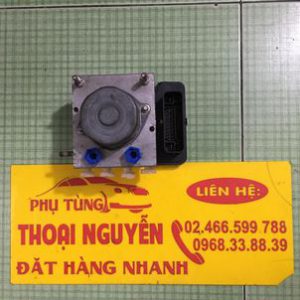 LIÊN HỆ:
PHỤ TÙNG
THOẠI NGUYỄN
02.466.599.788
0968.33.88.39
ĐẶT HÀNG NHANH